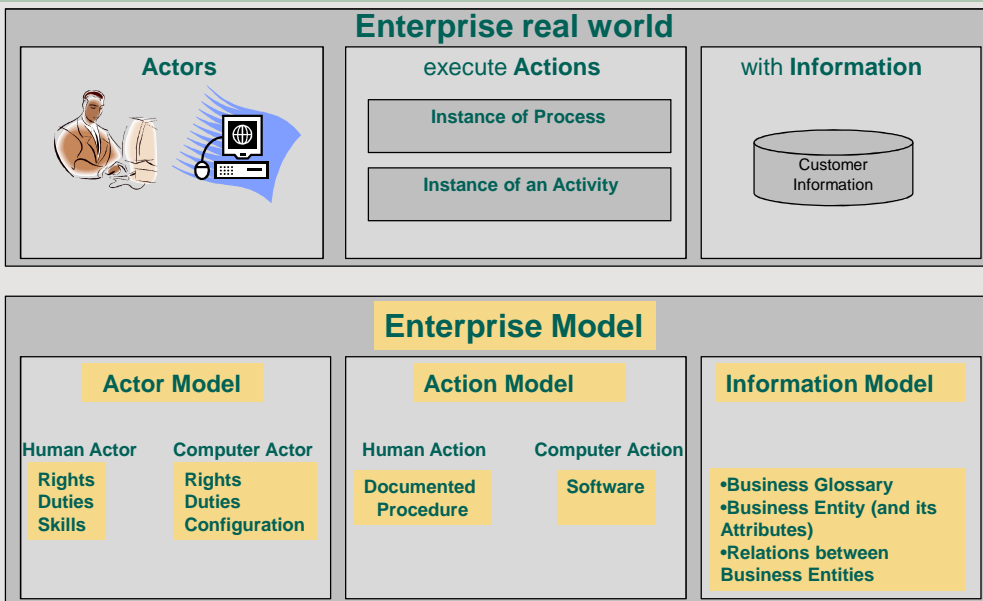 Enterprise real world
Actors
execute Actions
with Information
Instance of Process
Instance of an Activity
Customer
Information
Enterprise Model
Actor Model
Action Model
Information Model
Human Actor
Computer Actor
Human Action
Computer Action
Rights
Duties
Skills
Rights
Duties
Configuration
Documented
Procedure
Software
•Business Glossary
•Business Entity (and its
Attributes)
•Relations between
Business Entities